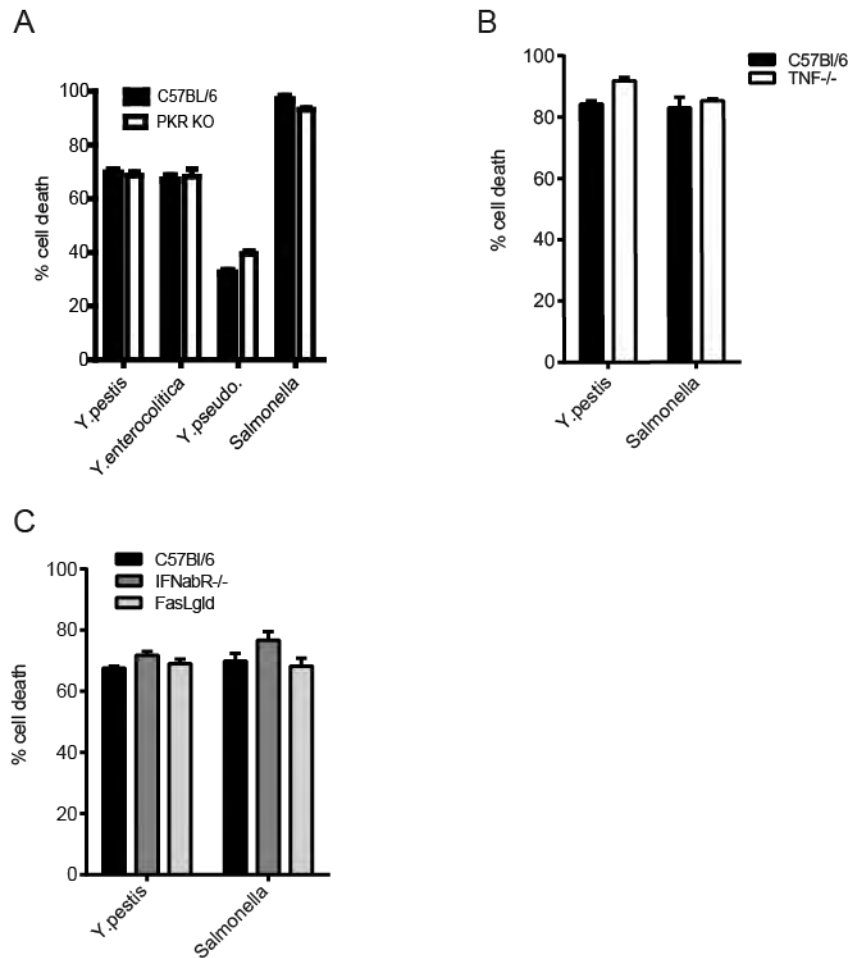 A
C57BL/6
PKR KO
% cell death
100
80
60
40
20
0
Y.pestis
Y.enterocolitica
Y.pseudo.
Salmonella
B
C57Bl/6
TNF-/-
% cell death
100
80
60
40
20
0
Y.pestis
Salmonella
C
C57Bl/6
IFNabR-/-
FasLgld
% cell death
100
80
60
40
20
0
Y.pestis
Salmonella